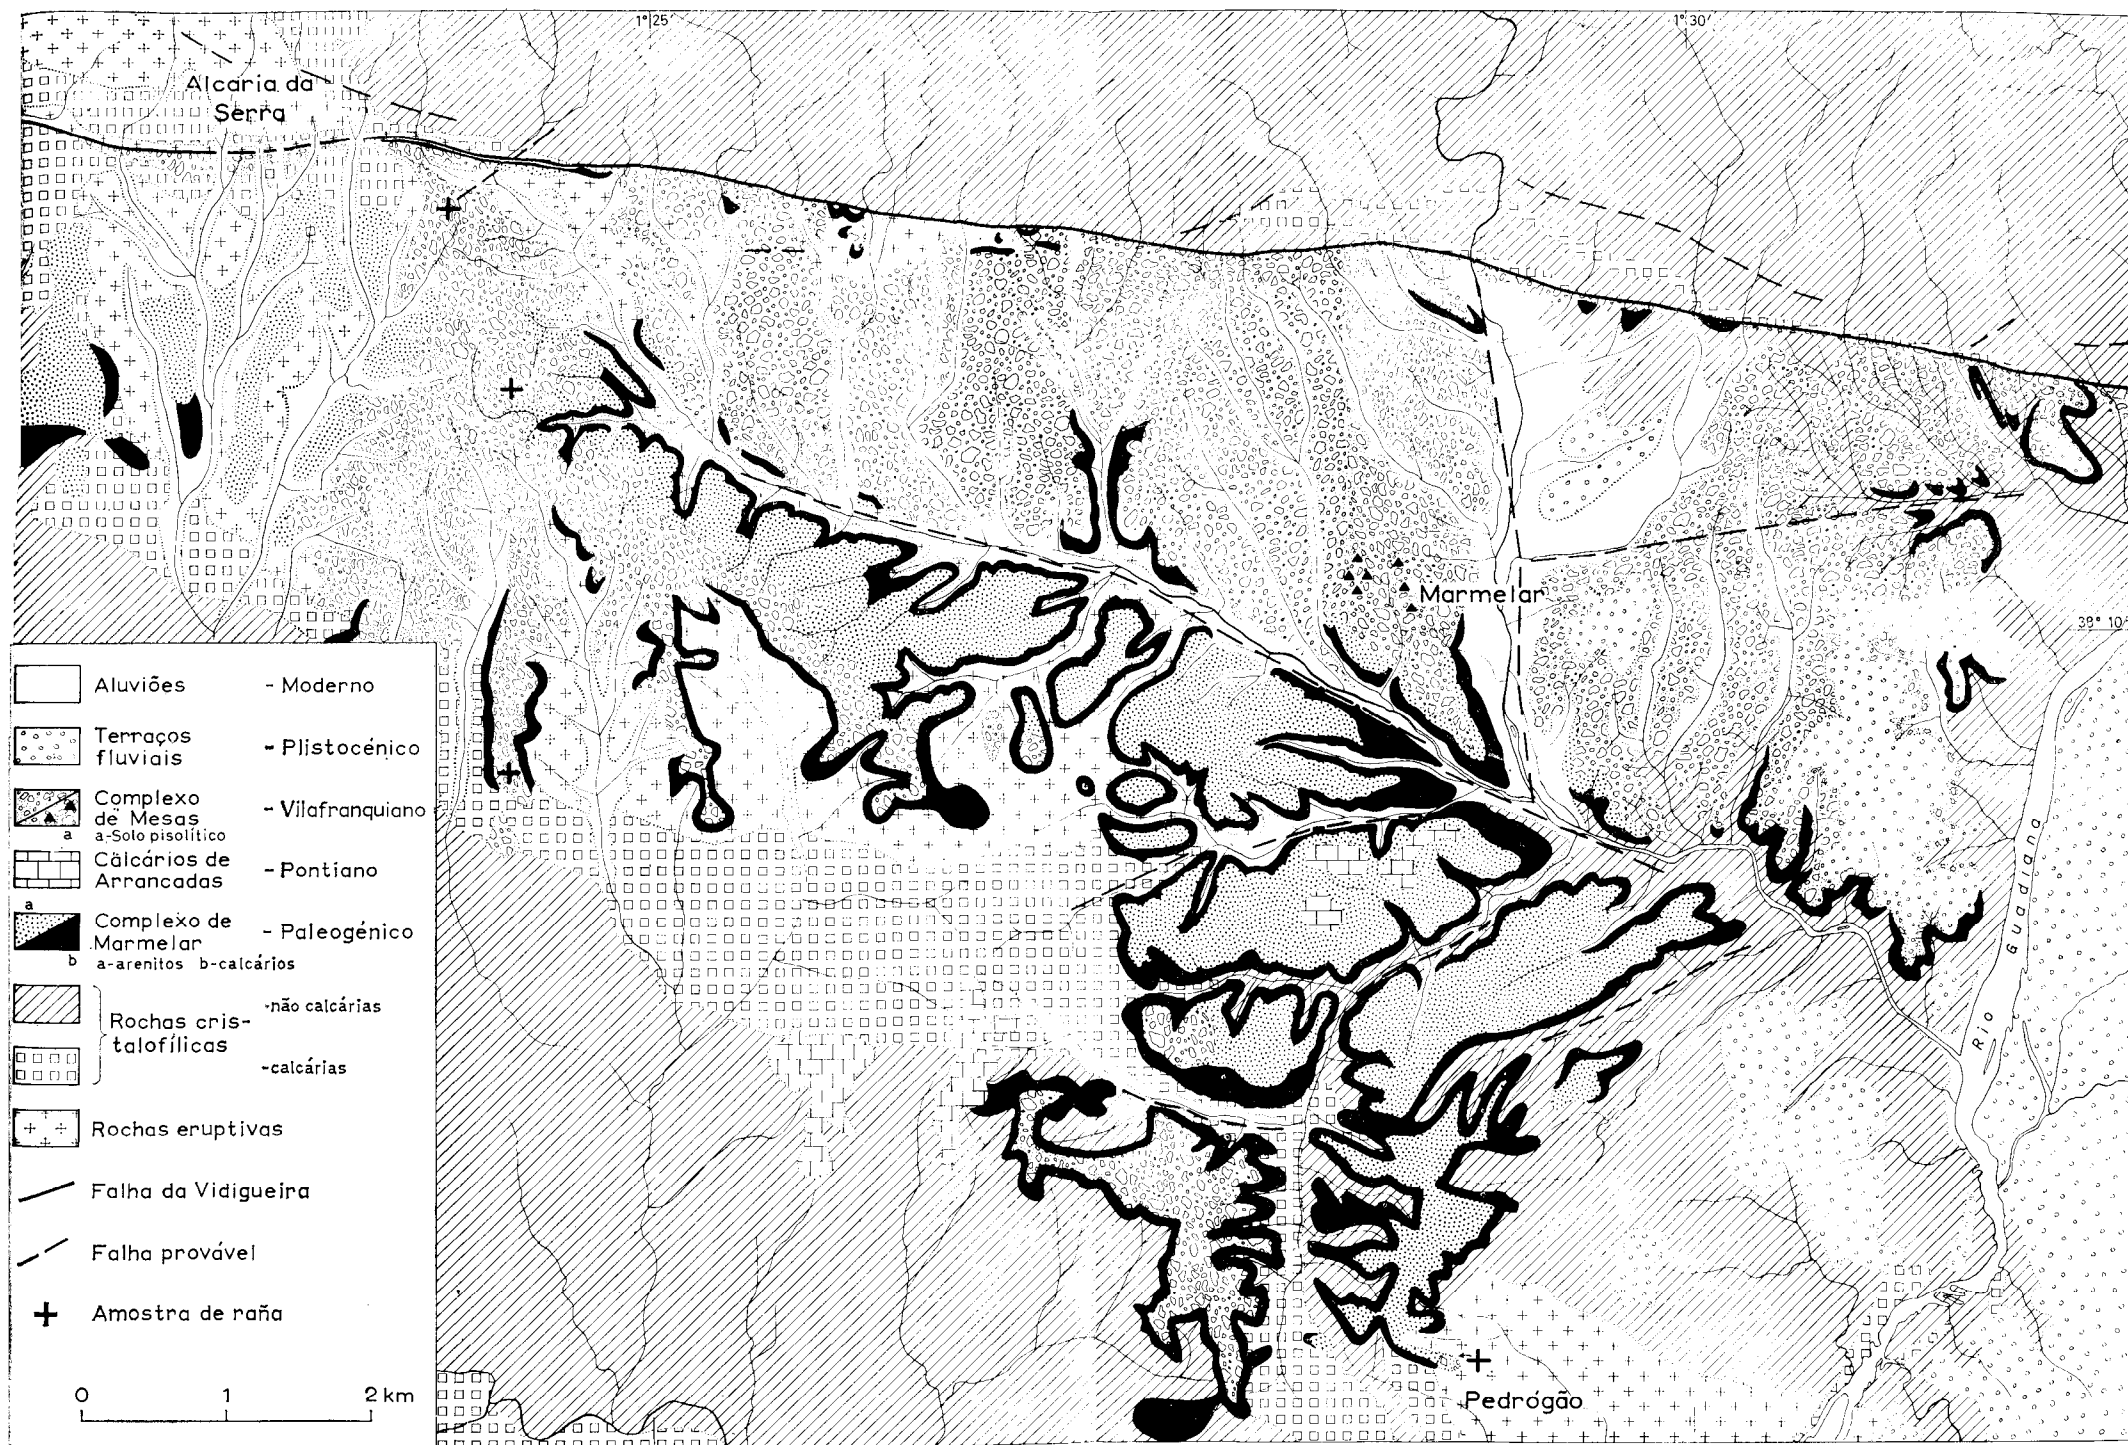 1° 25'
1° 30'
Alcaria da
Serra
Marmelar
38° 10'
Rio Guadiana
Pedrógão
Aluviões - Moderno
Terraços
fluviais - Plistocénico
Complexo
de Mesas - Vilafranquiano
a
a-Solo pisolítico
Calcários de
Arrancadas - Pontiano
a
Complexo de
Marmelar - Paleogénico
b a-arenitos b-calcários
-não calcárias
Rochas cris-
talofílicas
-calcárias
Rochas eruptivas
Falha da Vidigueira
Falha provável
Amostra de raña
0 1 2 km